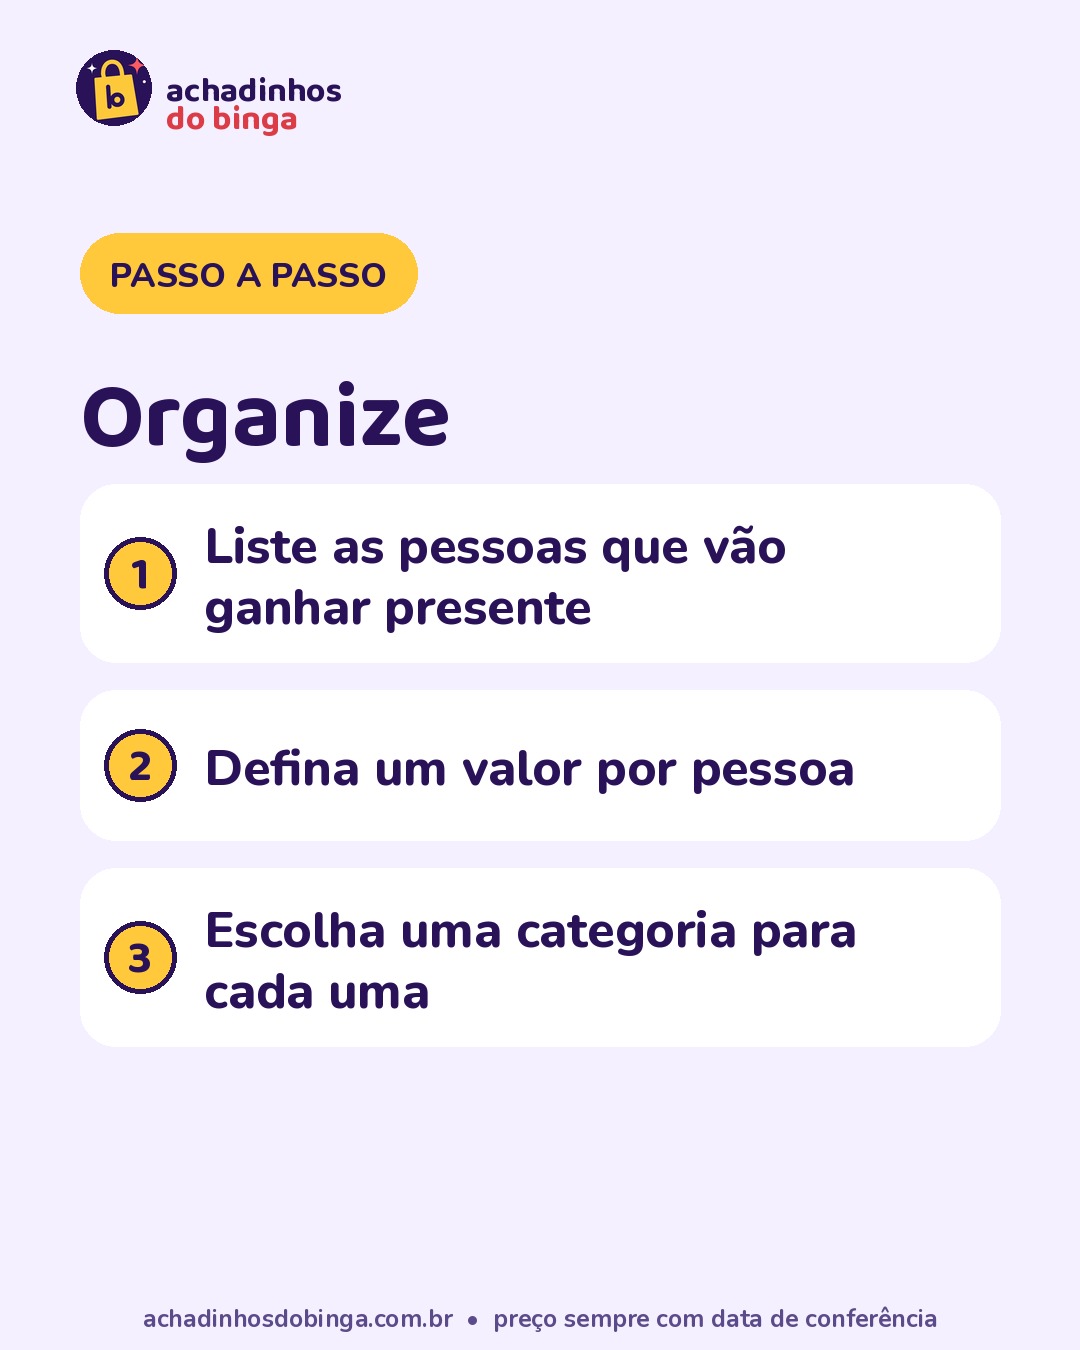 b
achadinhos
do binga
PASSO A PASSO
Organize
1
Liste as pessoas que vão
ganhar presente
2
Defina um valor por pessoa
3
Escolha uma categoria para
cada uma
achadinhosdobinga.com.br • preço sempre com data de conferência